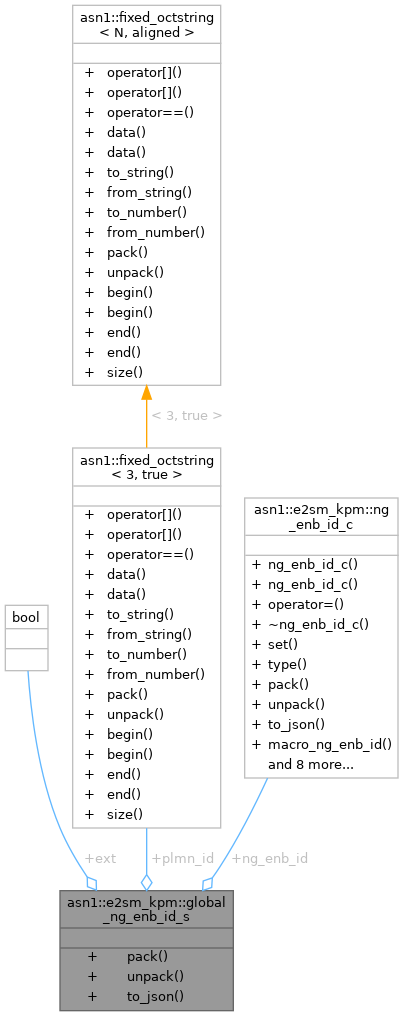 asn1::fixed_octstring
< N, aligned >
+ operator[]()
+ operator[]()
+ operator==()
+ data()
+ data()
+ to_string()
+ from_string()
+ to_number()
+ from_number()
+ pack()
+ unpack()
+ begin()
+ begin()
+ end()
+ end()
+ size()
< 3, true >
asn1::fixed_octstring
< 3, true >
+ operator[]()
+ operator[]()
+ operator==()
+ data()
+ data()
+ to_string()
+ from_string()
+ to_number()
+ from_number()
+ pack()
+ unpack()
+ begin()
+ begin()
+ end()
+ end()
+ size()
asn1::e2sm_kpm::ng
_enb_id_c
+ ng_enb_id_c()
+ ng_enb_id_c()
+ operator=()
+ ~ng_enb_id_c()
+ set()
+ type()
+ pack()
+ unpack()
+ to_json()
+ macro_ng_enb_id()
and 8 more...
bool
+ext
+plmn_id
+ng_enb_id
asn1::e2sm_kpm::global
_ng_enb_id_s
+ pack()
+ unpack()
+ to_json()